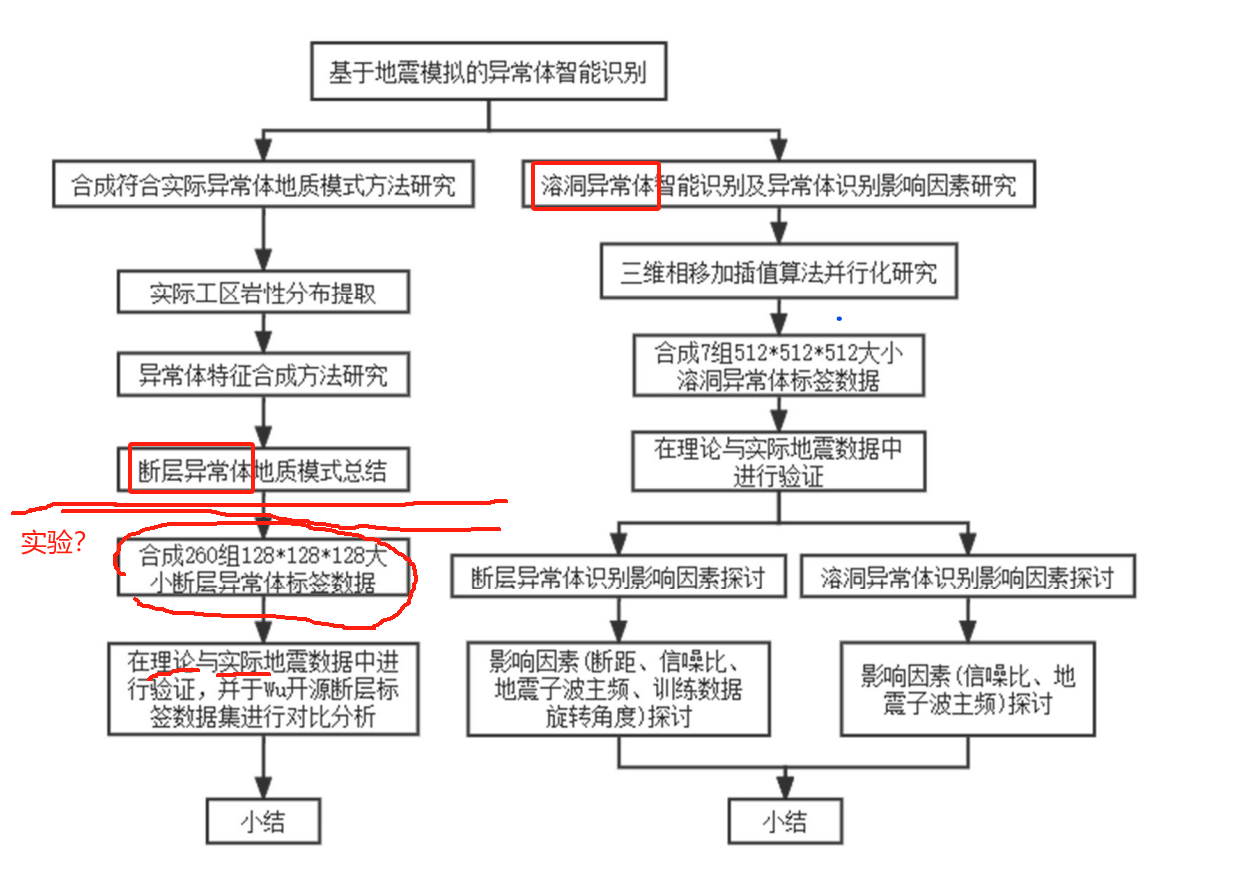 基于地震模拟的异常体智能识别
合成符合实际异常体地质模式方法研究
实际工区岩性分布提取
异常体特征合成方法研究
断层异常体地质模式总结
实验?
合成260组128*128*128大
小断层异常体标签数据
在理论与实际地震数据中进
行验证，并于Wu开源断层标
签数据集进行对比分析
小结
溶洞异常体智能识别及异常体识别影响因素研究
三维相移加插值算法并行化研究
合成7组512*512*512大小
溶洞异常体标签数据
在理论与实际地震数据中
进行验证
断层异常体识别影响因素探讨
影响因素(断距、信噪比、
地震子波主频、训练数据
旋转角度)探讨
溶洞异常体识别影响因素探讨
影响因素(信噪比、地
震子波主频)探讨
小结